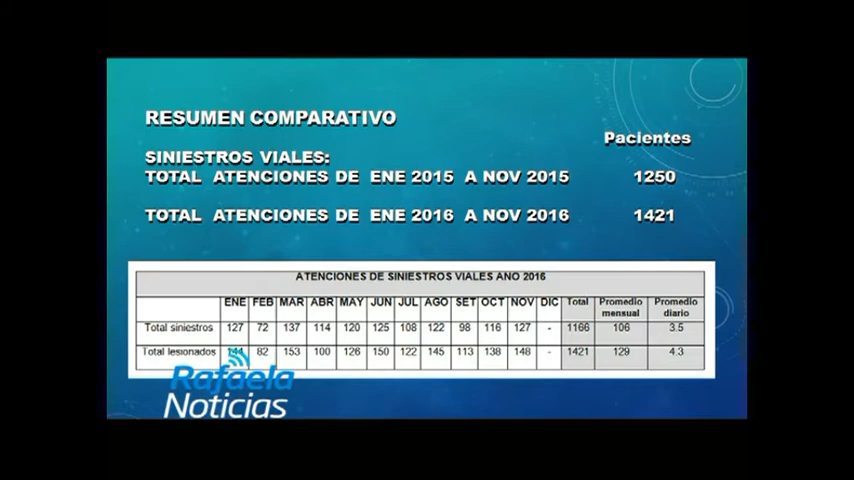 RESUMEN COMPARATIVO
Pacientes
SINIESTROS VIALES:
TOTAL ATENCIONES DE ENE 2015 A NOV 2015 1250
TOTAL ATENCIONES DE ENE 2016 A NOV 2016 1421
ATENCIONES DE SINIESTROS VIALES ANO 2016
ENE FEB MAR ABR MAY JUN JUL AGO SET OCT NOV DIC Total Promedio mensual Promedio diario
Total siniestros 127 72 137 114 120 125 108 122 98 116 127 - 1166 106 3.5
Total lesionados 82 153 100 126 150 122 145 113 138 148 - 1421 129 4.3
Rafaela
Noticias